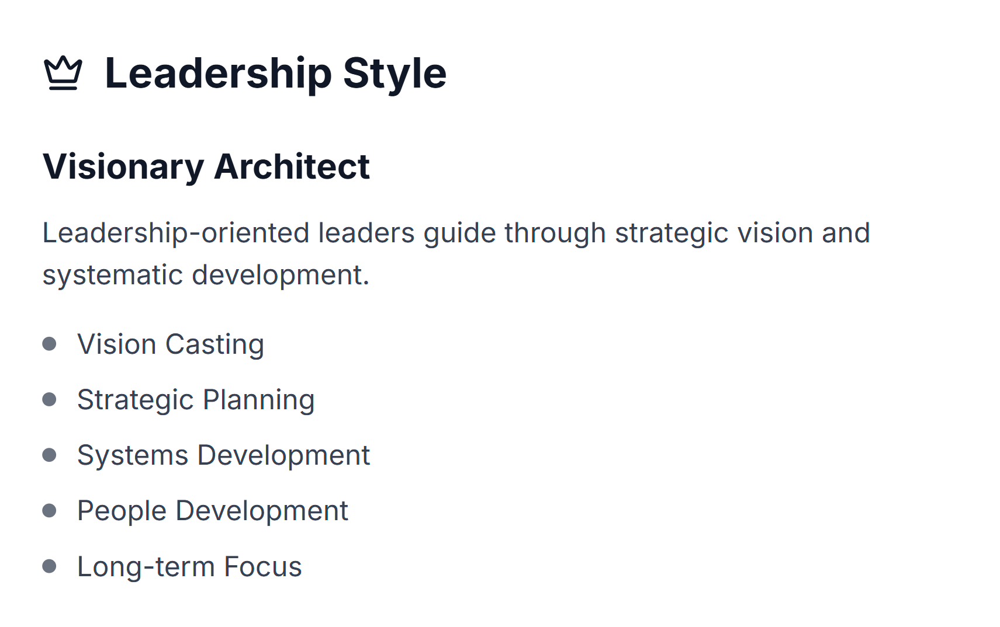 Leadership Style
Visionary Architect
Leadership-oriented leaders guide through strategic vision and
systematic development.
Vision Casting
Strategic Planning
Systems Development
People Development
Long-term Focus